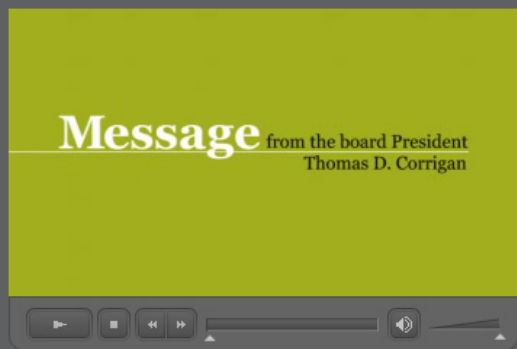 Message from the board President
Thomas D. Corrigan